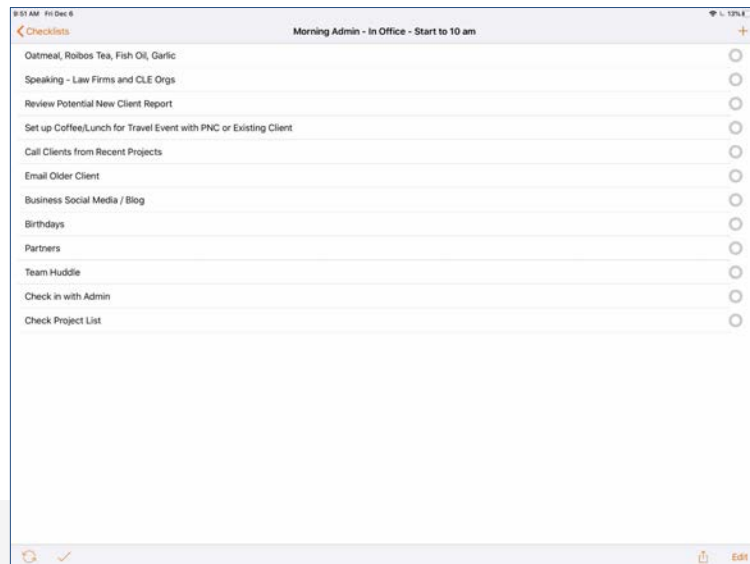 9:51 AM Fri Dec 6
13%
Checklists
Morning Admin - In Office - Start to 10 am
+
Oatmeal, Roibos Tea, Fish Oil, Garlic
Speaking - Law Firms and CLE Orgs
Review Potential New Client Report
Set up Coffee/Lunch for Travel Event with PNC or Existing Client
Call Clients from Recent Projects
Email Older Client
Business Social Media / Blog
Birthdays
Partners
Team Huddle
Check in with Admin
Check Project List
Edit